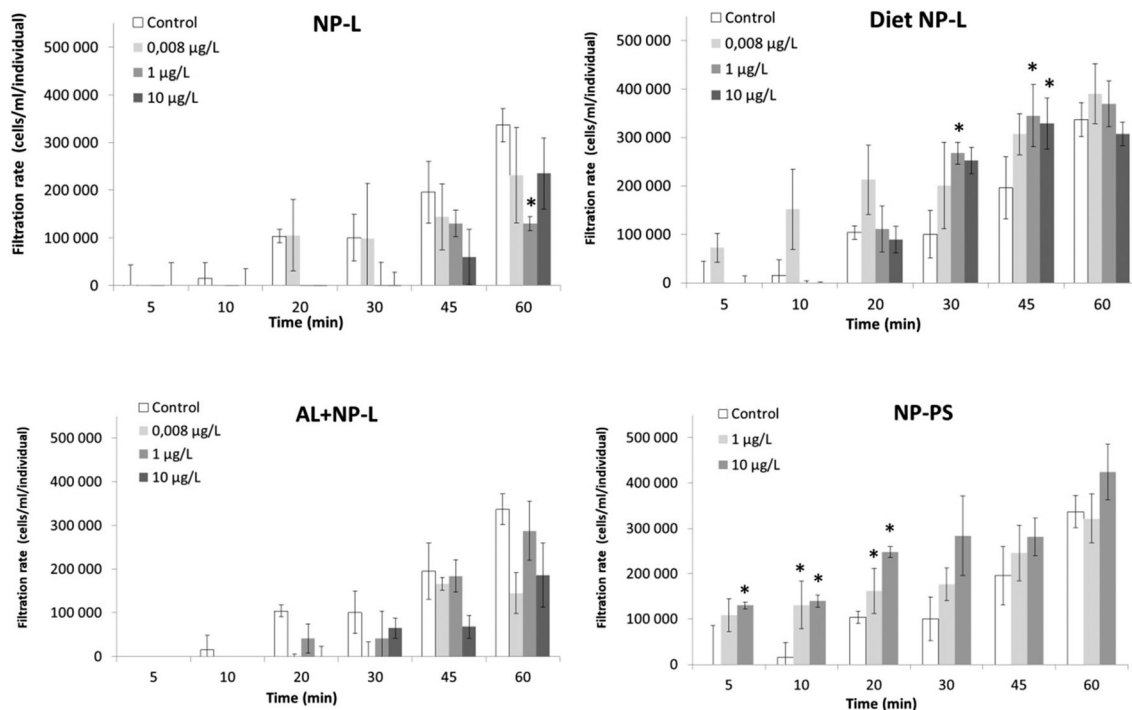 NP-L
Control
0,008 µg/L
1 µg/L
10 µg/L
Filtration rate (cells/ml/individual)
500 000
400 000
300 000
200 000
100 000
0
5 10 20 30 45 60
Time (min)
*
Diet NP-L
Control
0,008 µg/L
1 µg/L
10 µg/L
Filtration rate (cells/ml/individual)
500 000
400 000
300 000
200 000
100 000
0
5 10 20 30 45 60
Time (min)
* * *
AL+NP-L
Control
0,008 µg/L
1 µg/L
10 µg/L
Filtration rate (cells/ml/individual)
500 000
400 000
300 000
200 000
100 000
0
5 10 20 30 45 60
Time (min)
NP-PS
Control
1 µg/L
10 µg/L
Filtration rate (cells/ml/individual)
500 000
400 000
300 000
200 000
100 000
0
5 10 20 30 45 60
Time (min)
* * * * *